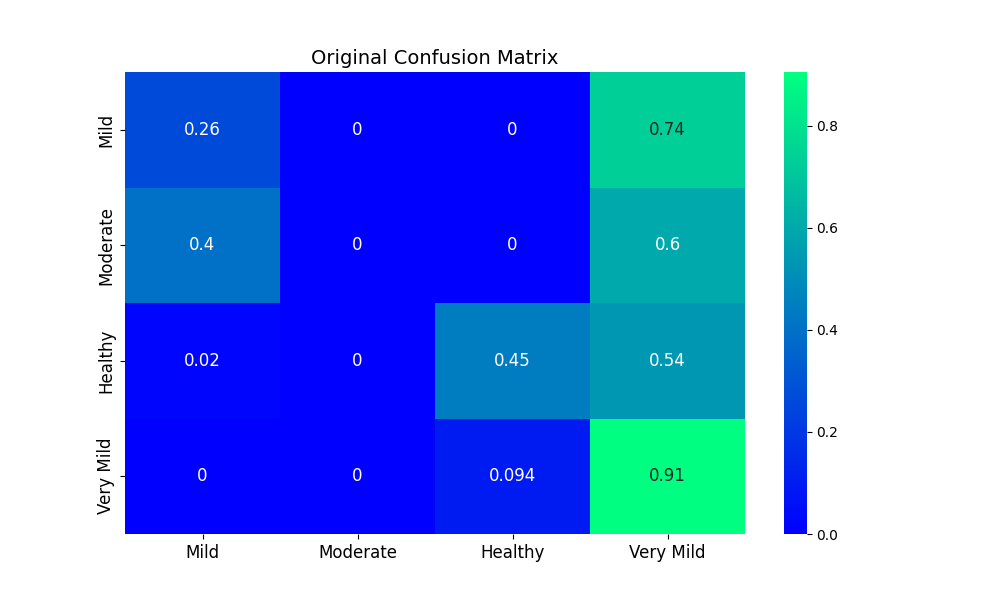 Original Confusion Matrix
Mild 0.26 0 0 0.74
Moderate 0.4 0 0 0.6
Healthy 0.02 0 0.45 0.54
Very Mild 0 0 0.094 0.91
Mild Moderate Healthy Very Mild
0.8
0.6
0.4
0.2
0.0